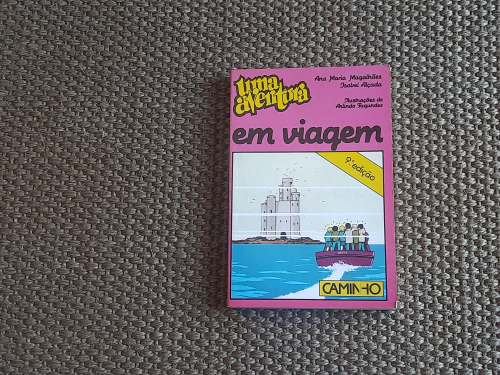 Uma
aventura
Ana Maria Magalhães
Isabel Alçada
Ilustrações de
Arlindo Fagundes
em viagem
9ª edição
CAMINHO